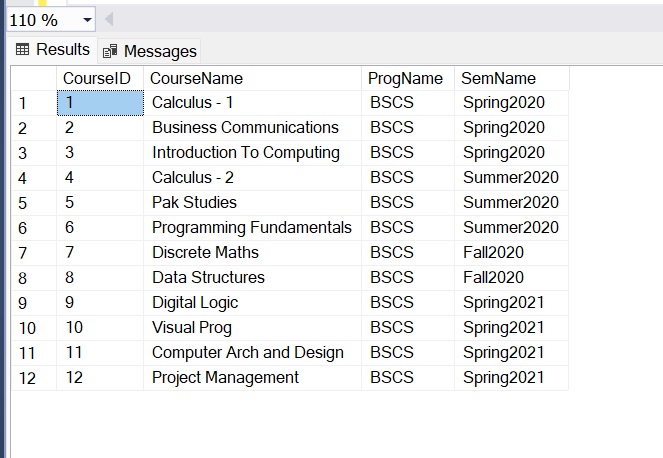 110 %
Results Messages
CourseID CourseName ProgName SemName
1 1 Calculus - 1 BSCS Spring2020
2 2 Business Communications BSCS Spring2020
3 3 Introduction To Computing BSCS Spring2020
4 4 Calculus - 2 BSCS Summer2020
5 5 Pak Studies BSCS Summer2020
6 6 Programming Fundamentals BSCS Summer2020
7 7 Discrete Maths BSCS Fall2020
8 8 Data Structures BSCS Fall2020
9 9 Digital Logic BSCS Spring2021
10 10 Visual Prog BSCS Spring2021
11 11 Computer Arch and Design BSCS Spring2021
12 12 Project Management BSCS Spring2021